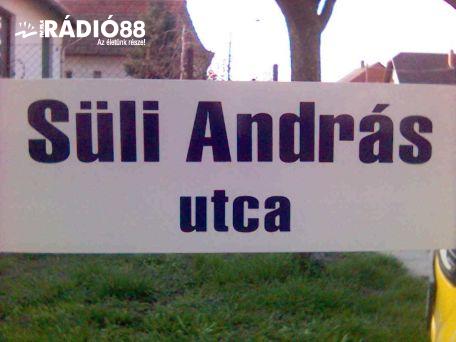 RÁDIÓ88
Az életünk része!
Süli András
utca